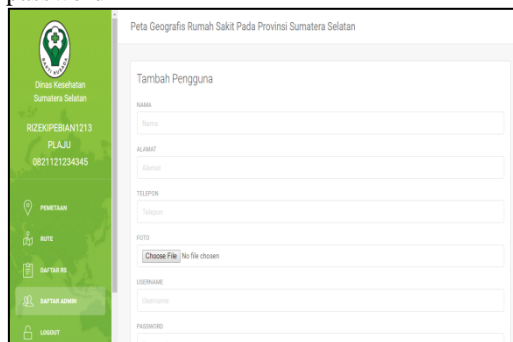 Peta Geografis Rumah Sakit Pada Provinsi Sumatera Selatan
Dinas Kesehatan
Sumatera Selatan
RIZEKIPEBIAN1213
PLAJU
0821121234345
PEMETAAN
RUTE
DAFTAR RS
DAFTAR ADMIN
LOGOUT
Tambah Pengguna
NAMA
Nama
ALAMAT
Alamat
TELEPON
Telepon
FOTO
Choose File No file chosen
USERNAME
Username
PASSWORD